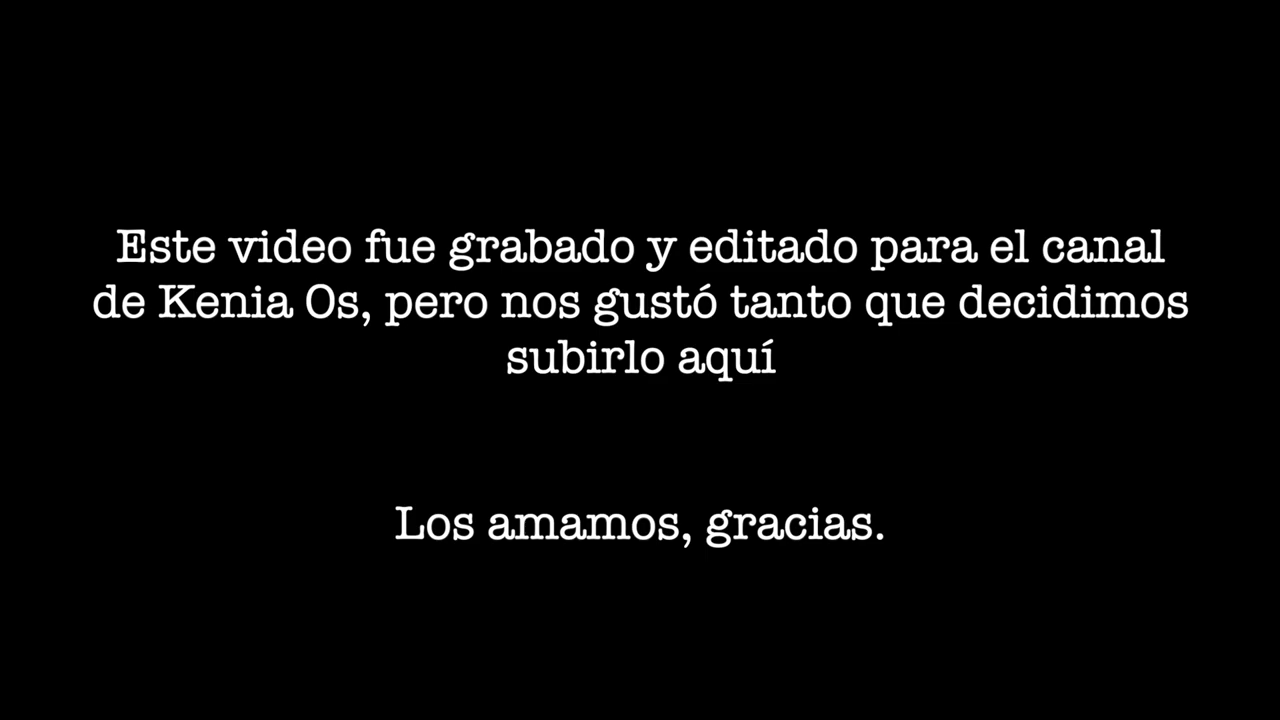 Este video fue grabado y editado para el canal
de Kenia Os, pero nos gustó tanto que decidimos
subirlo aquí
Los amamos, gracias.